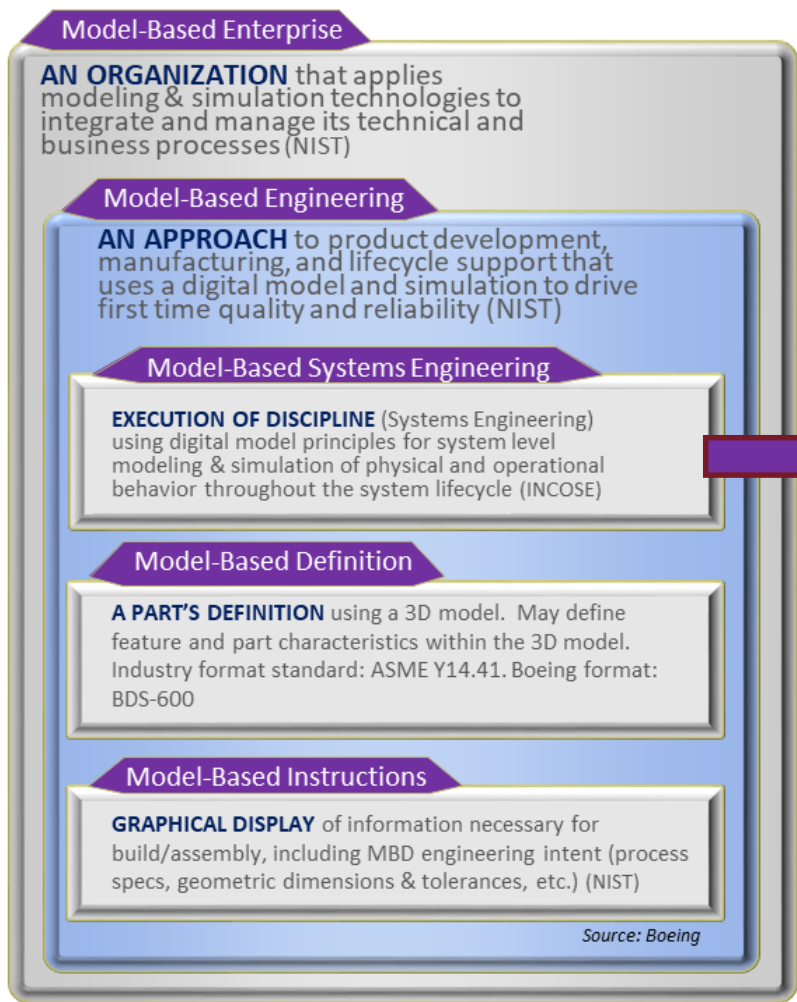 Model-Based Enterprise
AN ORGANIZATION that applies
modeling & simulation technologies to
integrate and manage its technical and
business processes (NIST)
Model-Based Engineering
AN APPROACH to product development,
manufacturing, and lifecycle support that
uses a digital model and simulation to drive
first time quality and reliability (NIST)
Model-Based Systems Engineering
EXECUTION OF DISCIPLINE (Systems Engineering)
using digital model principles for system level
modeling & simulation of physical and operational
behavior throughout the system lifecycle (INCOSE)
Model-Based Definition
A PART'S DEFINITION using a 3D model. May define
feature and part characteristics within the 3D model.
Industry format standard: ASME Y14.41. Boeing format:
BDS-600
Model-Based Instructions
GRAPHICAL DISPLAY of information necessary for
build/assembly, including MBD engineering intent (process
specs, geometric dimensions & tolerances, etc.) (NIST)
Source: Boeing